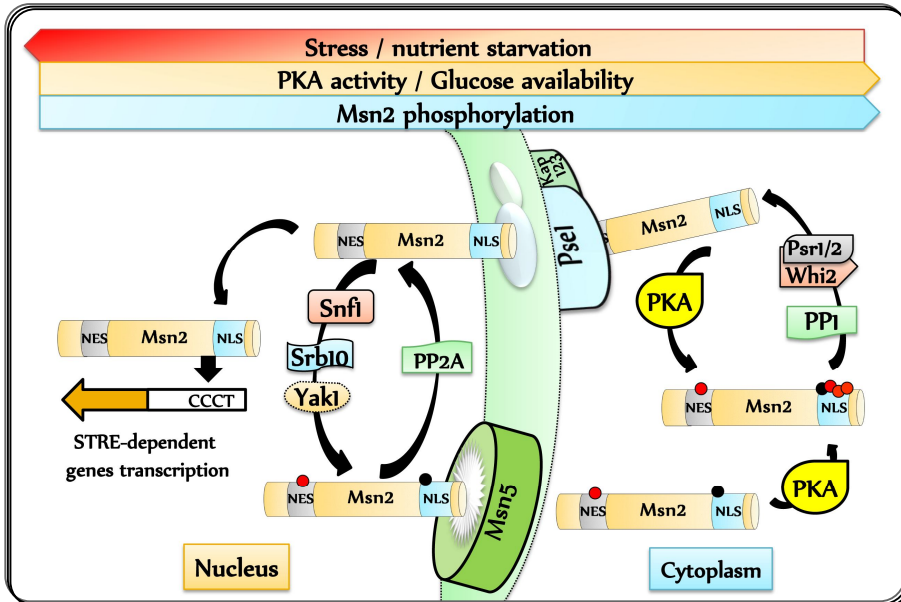 Stress / nutrient starvation
PKA activity / Glucose availability
Msn2 phosphorylation
Kap
123
Pse1
NES Msn2 NLS
Msn2 NLS
Psr1/2
Whi2
PKA
PP1
Snf1
Srb10
Yak1
PP2A
NES Msn2 NLS
CCCT
STRE-dependent
genes transcription
NES Msn2 NLS
NES Msn2 NLS
Msn5
NES Msn2 NLS
PKA
Nucleus
Cytoplasm